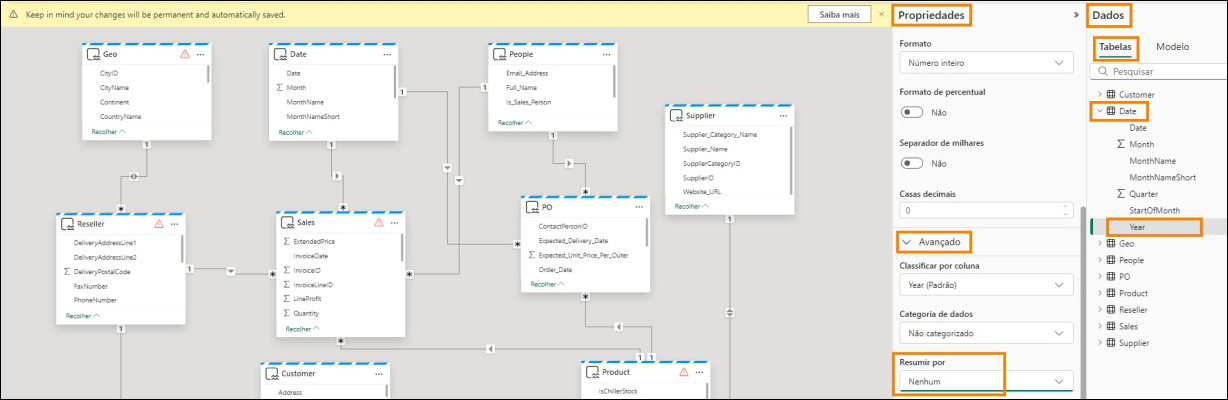 Keep in mind your changes will be permanent and automatically saved.
Saiba mais
Geo
CityID
CityName
Continent
CountryName
Recolher
Date
Date
Month
MonthName
MonthNameShort
Recolher
People
Email_Address
Full_Name
Is_Sales_Person
Recolher
Supplier
Supplier_Category_Name
Supplier_Name
SupplierCategoryID
SupplierID
Website_URL
Recolher
1
1
1
1
1
1
*
*
*
Reseller
DeliveryAddressLine1
DeliveryAddressLine2
DeliveryPostalCode
FaxNumber
PhoneNumber
Recolher
1
1
Sales
ExtendedPrice
InvoiceDate
InvoiceID
InvoiceLineID
LineProfit
Quantity
Recolher
*
*
*
PO
ContactPersonID
Expected_Delivery_Date
Expected_Unit_Price_Per_Outer
Order_Date
Recolher
*
*
1
1
Customer
Address
Product
IsChillerStock
Propriedades
Formato
Número inteiro
Formato de percentual
Não
Separador de milhares
Não
Casas decimais
0
Avançado
Classificar por coluna
Year (Padrão)
Categoria de dados
Não categorizado
Resumir por
Nenhum
Dados
Tabelas
Modelo
Pesquisar
Customer
Date
Date
Month
MonthName
MonthNameShort
Quarter
StartOfMonth
Year
Geo
People
PO
Product
Reseller
Sales
Supplier